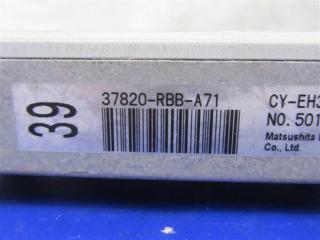 39
37820-RBB-A71
CY-EH3
NO. 501
Matsushita
Co., Ltd.